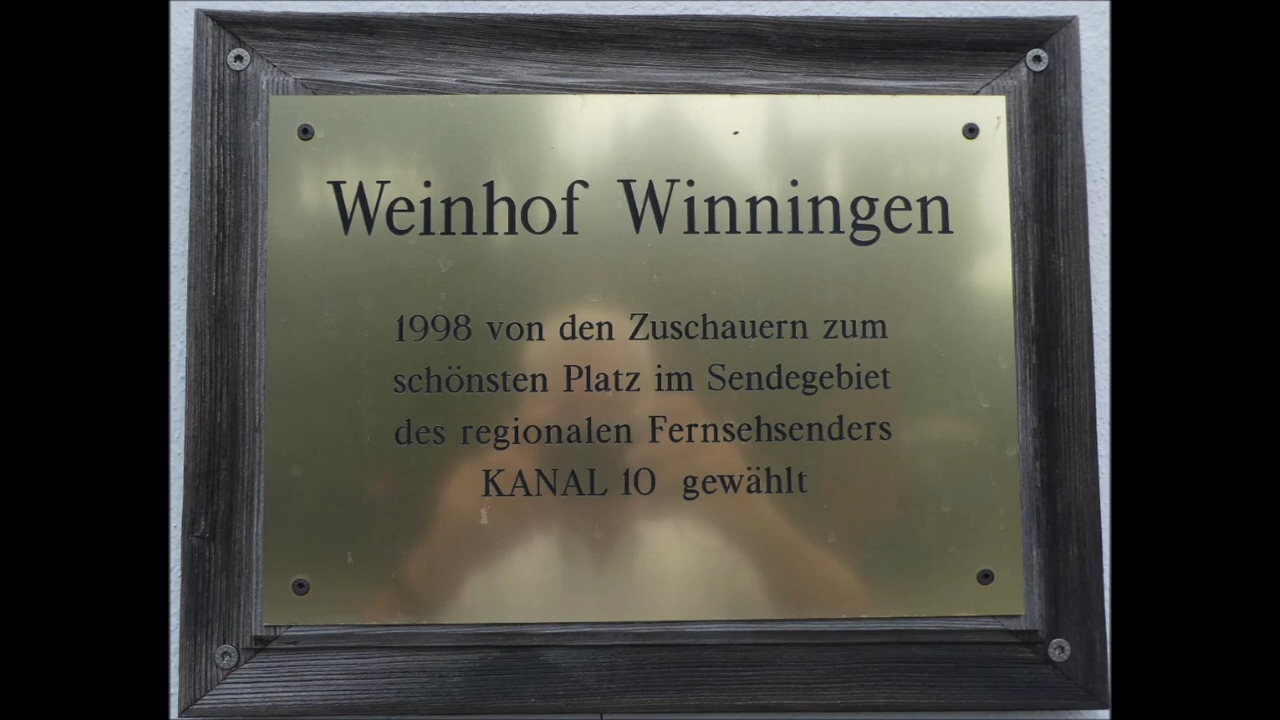 Weinhof Winningen
1998 von den Zuschauern zum
schönsten Platz im Sendegebiet
des regionalen Fernsehsenders
KANAL 10 gewählt